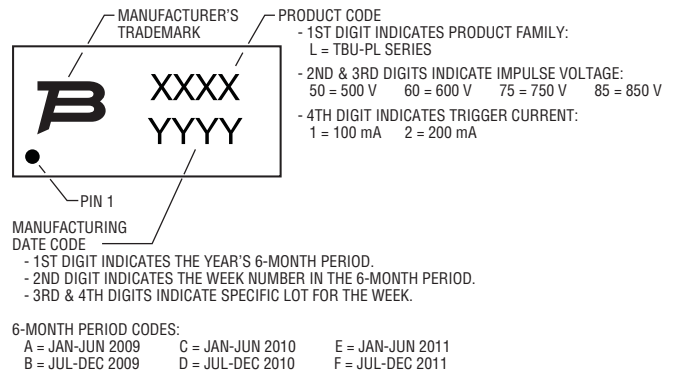 MANUFACTURER'S
TRADEMARK
PRODUCT CODE
- 1ST DIGIT INDICATES PRODUCT FAMILY:
L = TBU-PL SERIES
- 2ND & 3RD DIGITS INDICATE IMPULSE VOLTAGE:
50 = 500 V 60 = 600 V 75 = 750 V 85 = 850 V
- 4TH DIGIT INDICATES TRIGGER CURRENT:
1 = 100 mA 2 = 200 mA
XXXX
YYYY
PIN 1
MANUFACTURING
DATE CODE
- 1ST DIGIT INDICATES THE YEAR'S 6-MONTH PERIOD.
- 2ND DIGIT INDICATES THE WEEK NUMBER IN THE 6-MONTH PERIOD.
- 3RD & 4TH DIGITS INDICATE SPECIFIC LOT FOR THE WEEK.
6-MONTH PERIOD CODES:
A = JAN-JUN 2009 C = JAN-JUN 2010 E = JAN-JUN 2011
B = JUL-DEC 2009 D = JUL-DEC 2010 F = JUL-DEC 2011